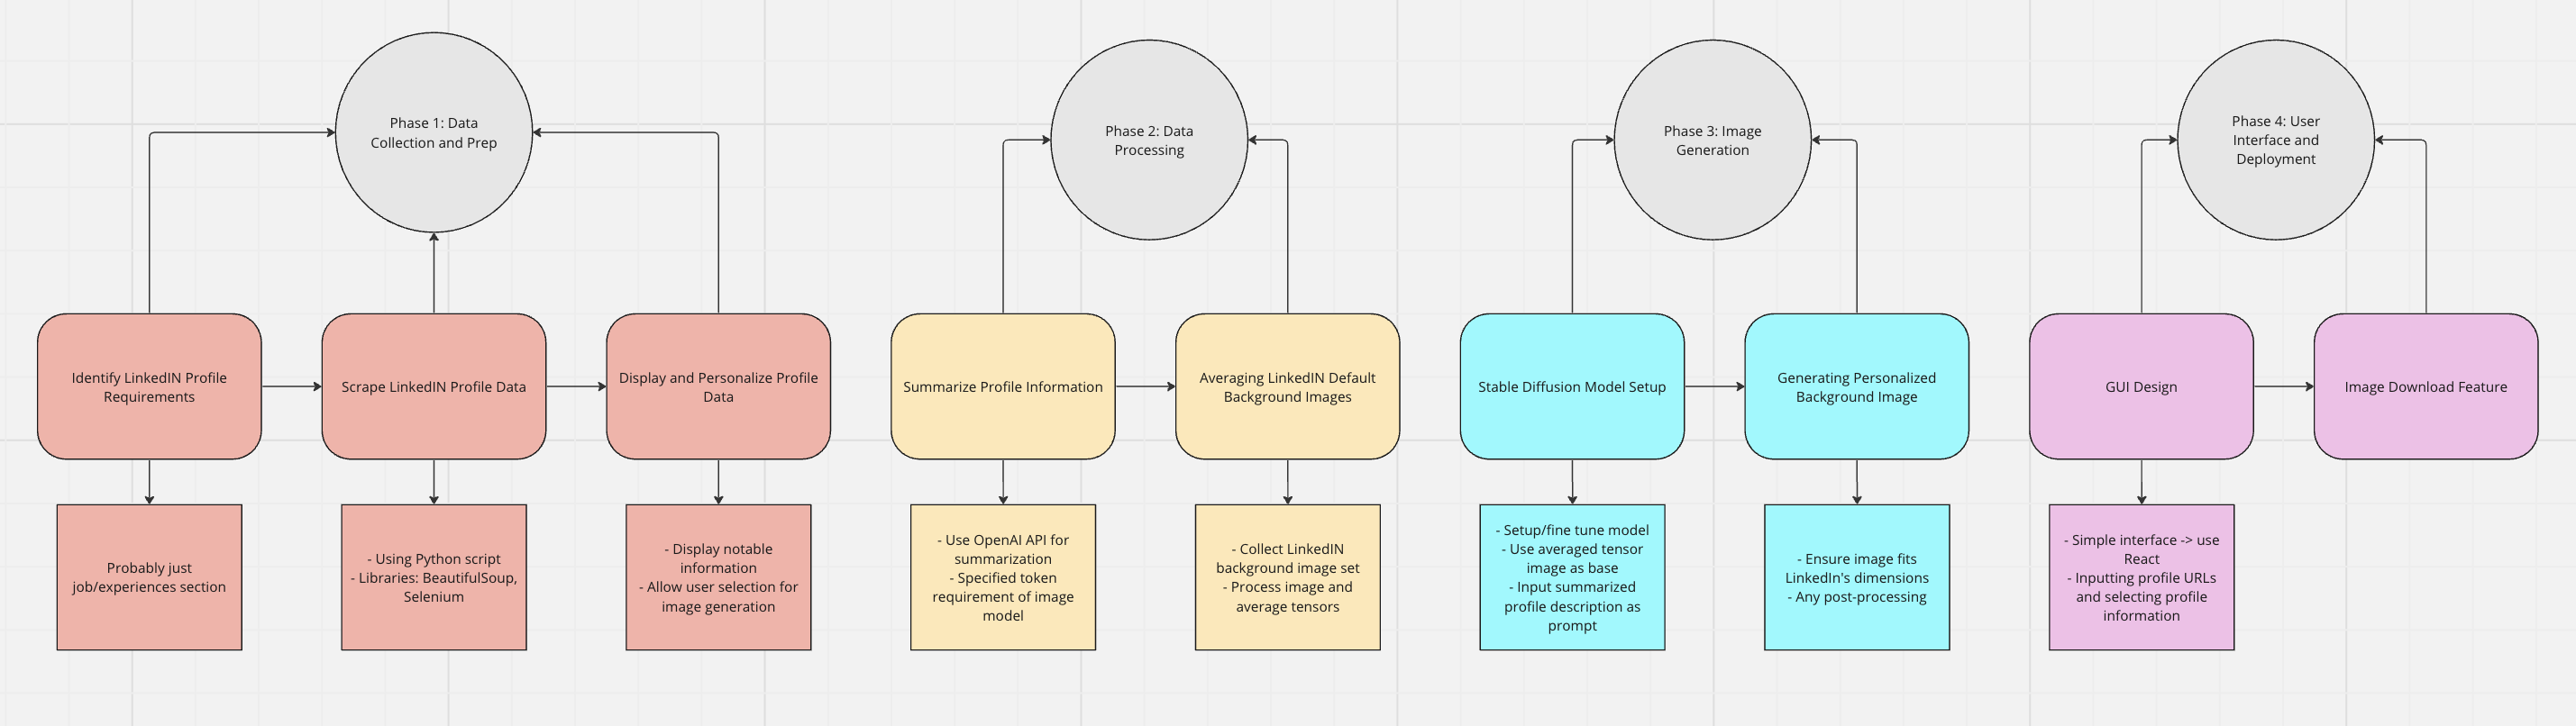 Phase 1: Data
Collection and Prep
Phase 2: Data
Processing
Phase 3: Image
Generation
Phase 4: User
Interface and
Deployment
Identify LinkedIN Profile
Requirements
Scrape LinkedIN Profile Data
Display and Personalize Profile
Data
Summarize Profile Information
Averaging LinkedIN Default
Background Images
Stable Diffusion Model Setup
Generating Personalized
Background Image
GUI Design
Image Download Feature
Probably just
job/experiences section
- Using Python script
- Libraries: BeautifulSoup,
Selenium
- Display notable
information
- Allow user selection for
image generation
- Use OpenAI API for
summarization
- Specified token
requirement of image
model
- Collect LinkedIN
background image set
- Process image and
average tensors
- Setup/fine tune model
- Use averaged tensor
image as base
- Input summarized
profile description as
prompt
- Ensure image fits
LinkedIn's dimensions
- Any post-processing
- Simple interface -> use
React
- Inputting profile URLs
and selecting profile
information